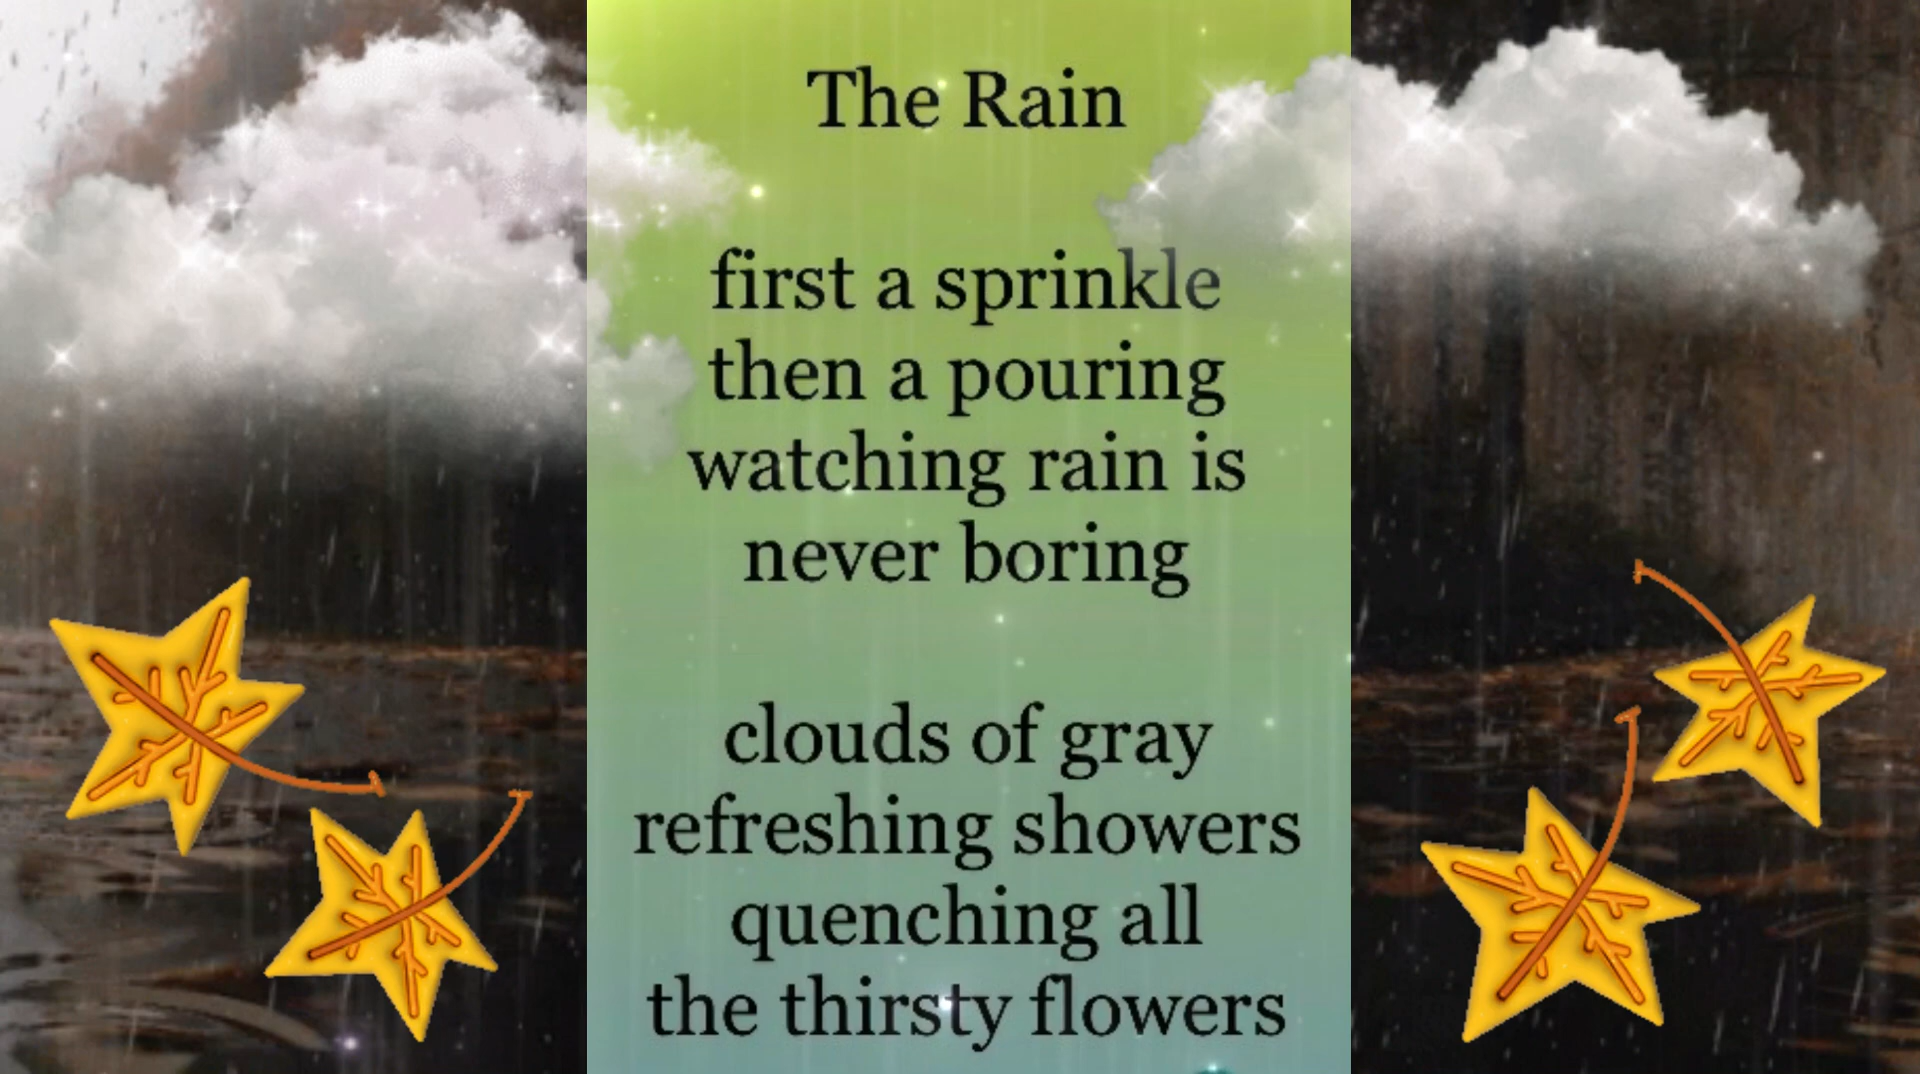 The Rain
first a sprinkle
then a pouring
watching rain is
never boring
clouds of gray
refreshing showers
quenching all
the thirsty flowers